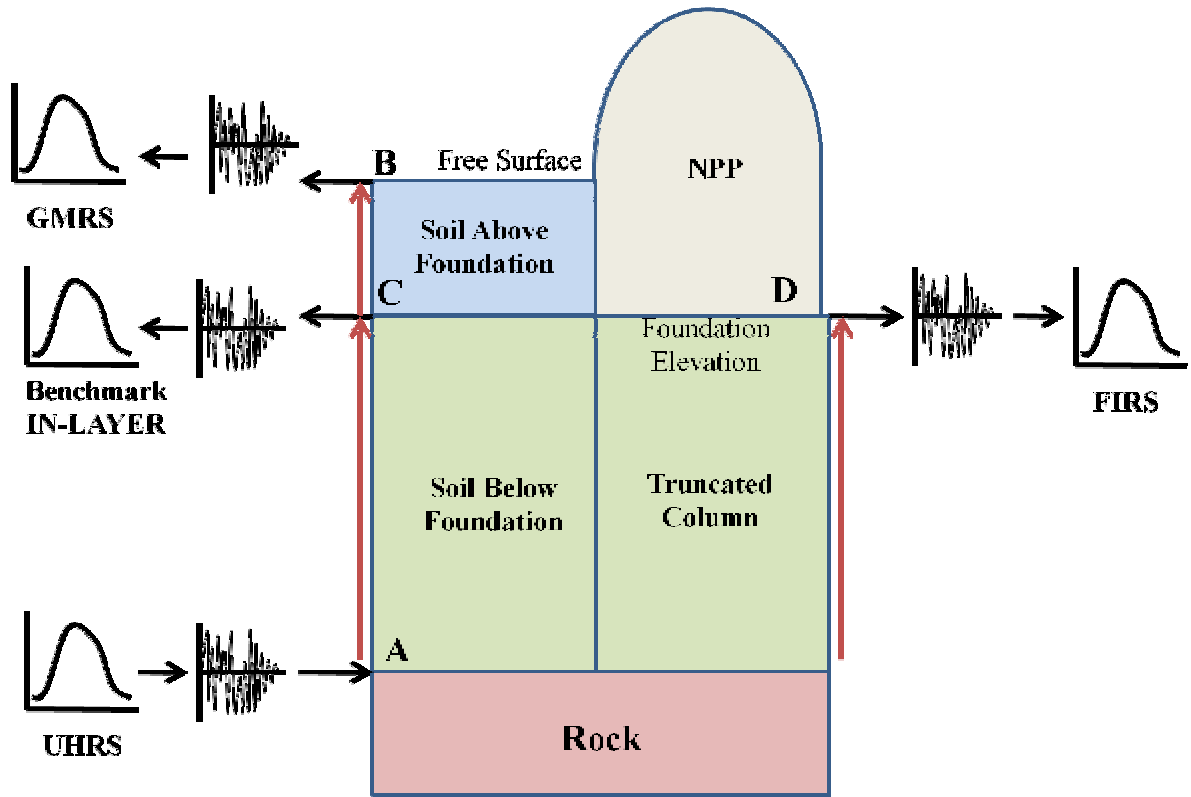 B
Free Surface
NPP
GMRS
Soil Above
Foundation
C
D
Foundation
Elevation
Benchmark
IN-LAYER
FIRS
Soil Below
Foundation
Truncated
Column
A
UHRS
Rock